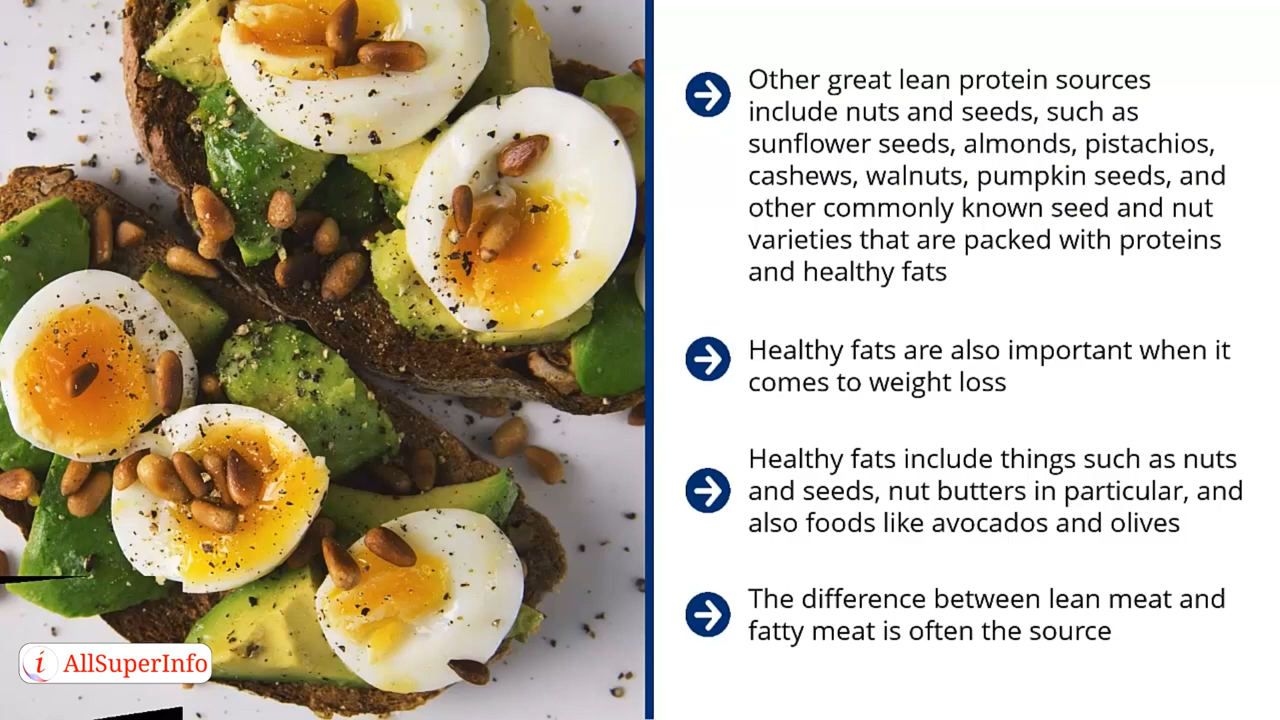 Other great lean protein sources
include nuts and seeds, such as
sunflower seeds, almonds, pistachios,
cashews, walnuts, pumpkin seeds, and
other commonly known seed and nut
varieties that are packed with proteins
and healthy fats
Healthy fats are also important when it
comes to weight loss
Healthy fats include things such as nuts
and seeds, nut butters in particular, and
also foods like avocados and olives
The difference between lean meat and
fatty meat is often the source
i AllSuperInfo